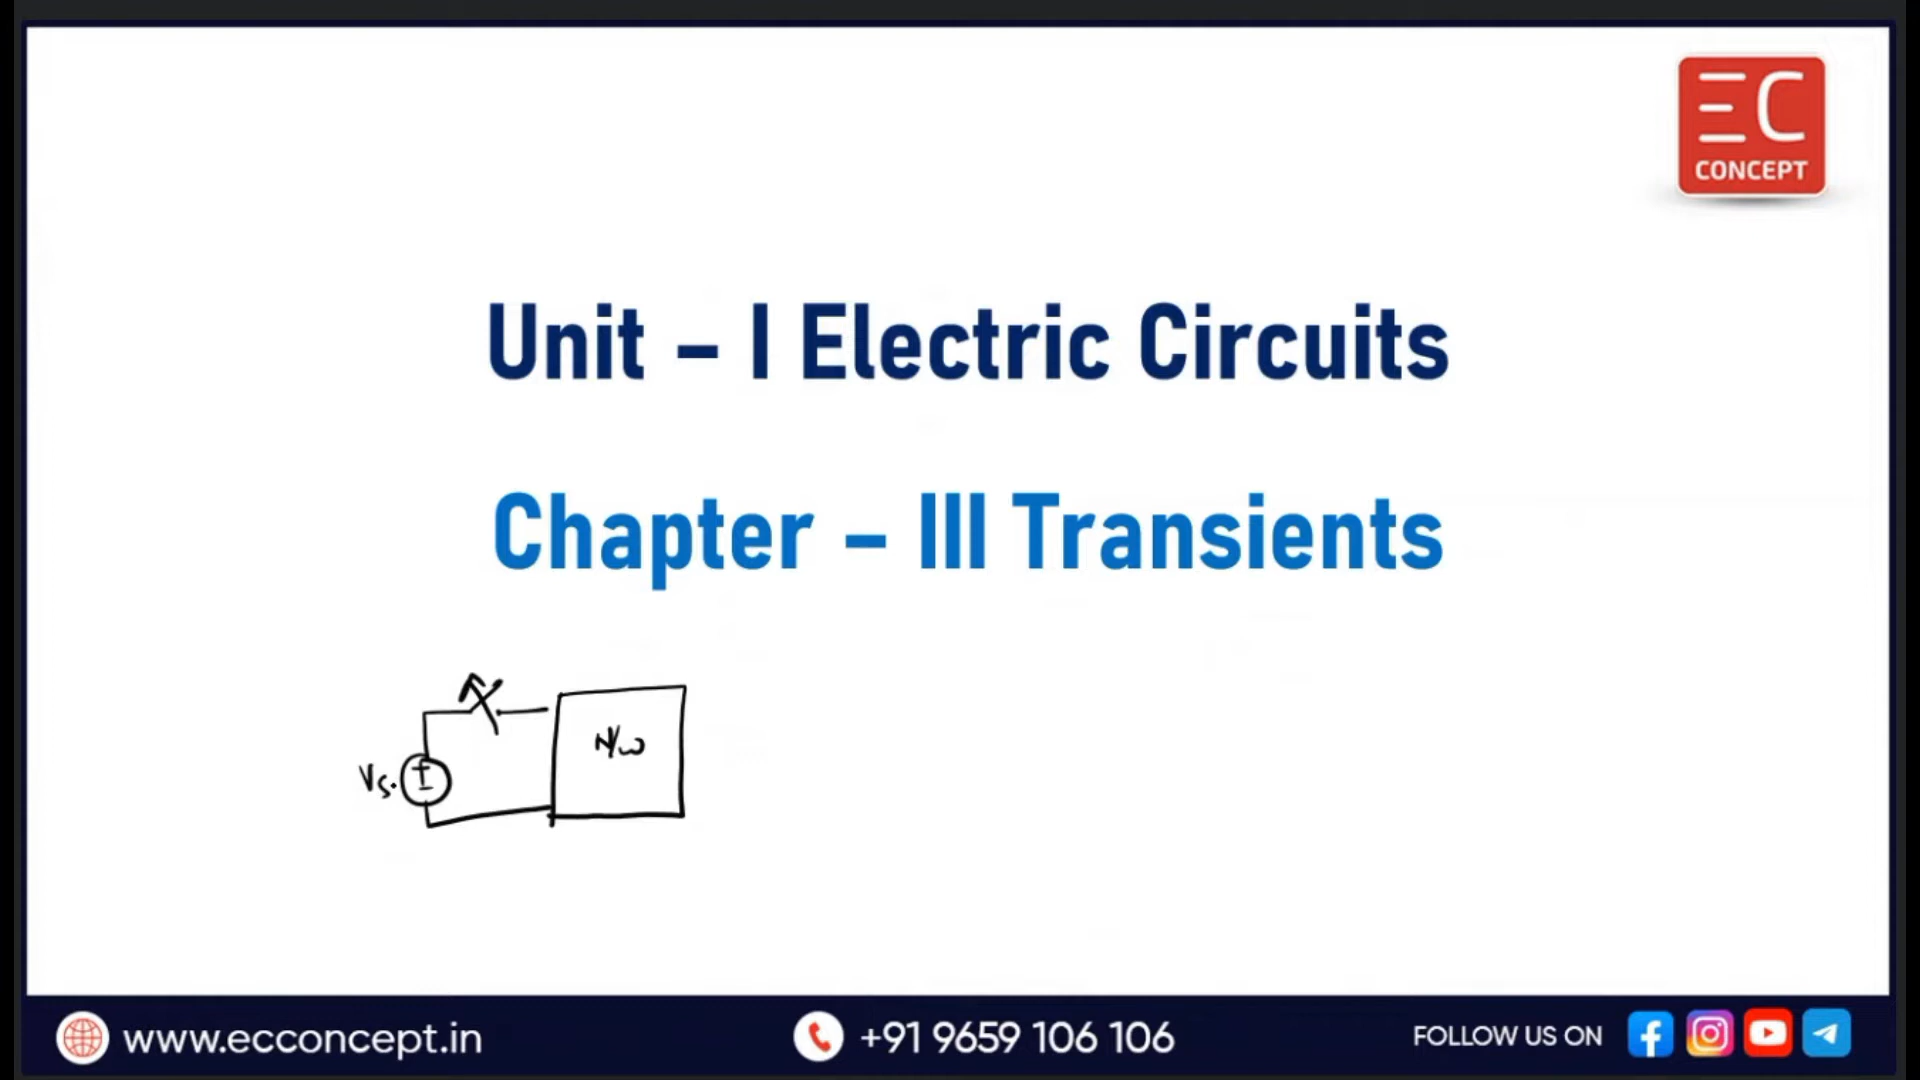 EC
CONCEPT
Unit – I Electric Circuits
Chapter – III Transients
N/w
Vs.
www.ecconcept.in
+91 9659 106 106
FOLLOW US ON